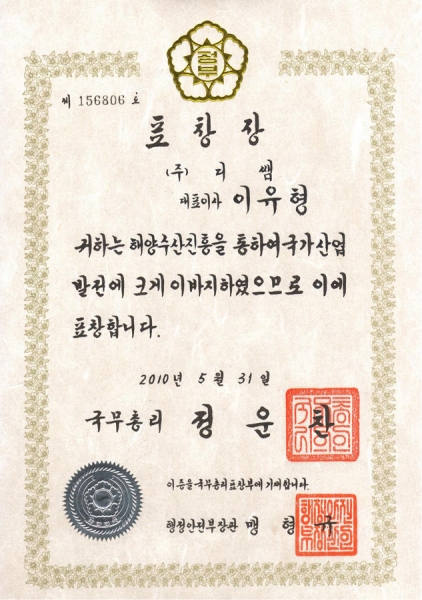 정부
제 156806 호
표창장
(주) 디쌤
대표이사 이유형
귀하는 해양수산진흥을 통하여 국가산업
발전에 크게 이바지하였으므로 이에
표창합니다.
2010년 5월 31일
국무총리 정운찬
이 증을 국무총리표창부에 기입합니다.
행정안전부장관 맹형규